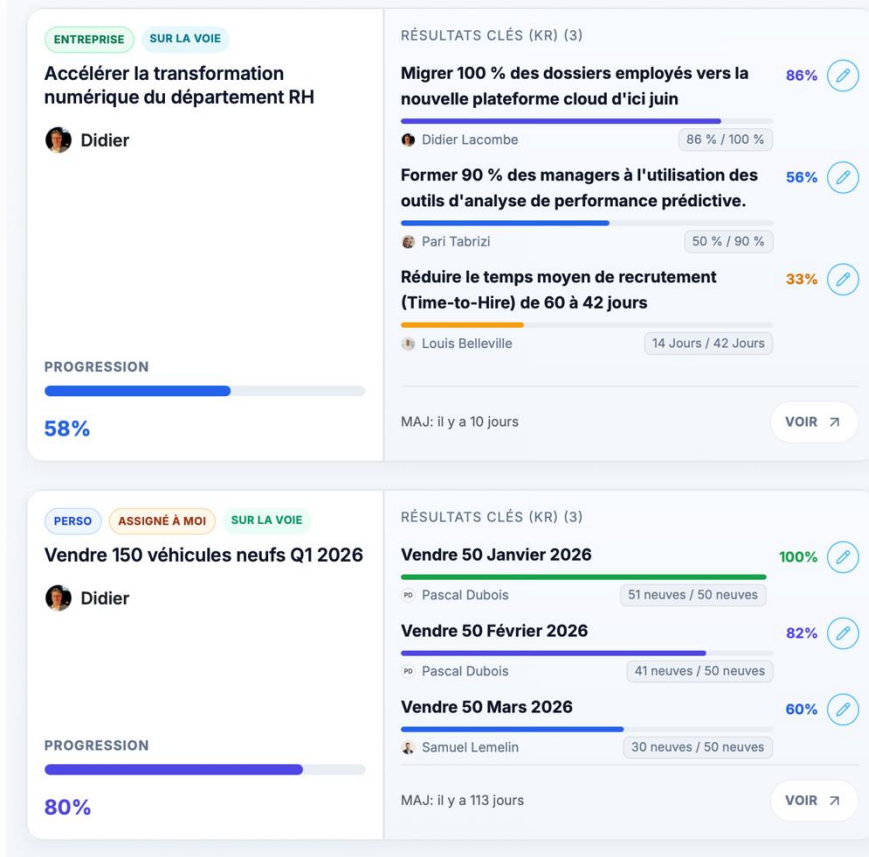 ENTREPRISE SUR LA VOIE
Accélérer la transformation
numérique du département RH
Didier
PROGRESSION
58%
RÉSULTATS CLÉS (KR) (3)
Migrer 100 % des dossiers employés vers la
nouvelle plateforme cloud d'ici juin
86%
Didier Lacombe
86 % / 100 %
Former 90 % des managers à l'utilisation des
outils d'analyse de performance prédictive.
56%
Pari Tabrizi
50 % / 90 %
Réduire le temps moyen de recrutement
(Time-to-Hire) de 60 à 42 jours
33%
Louis Belleville
14 Jours / 42 Jours
MAJ: il y a 10 jours
VOIR
PERSO ASSIGNÉ À MOI SUR LA VOIE
Vendre 150 véhicules neufs Q1 2026
Didier
PROGRESSION
80%
RÉSULTATS CLÉS (KR) (3)
Vendre 50 Janvier 2026
100%
PD Pascal Dubois
51 neuves / 50 neuves
Vendre 50 Février 2026
82%
PD Pascal Dubois
41 neuves / 50 neuves
Vendre 50 Mars 2026
60%
Samuel Lemelin
30 neuves / 50 neuves
MAJ: il y a 113 jours
VOIR